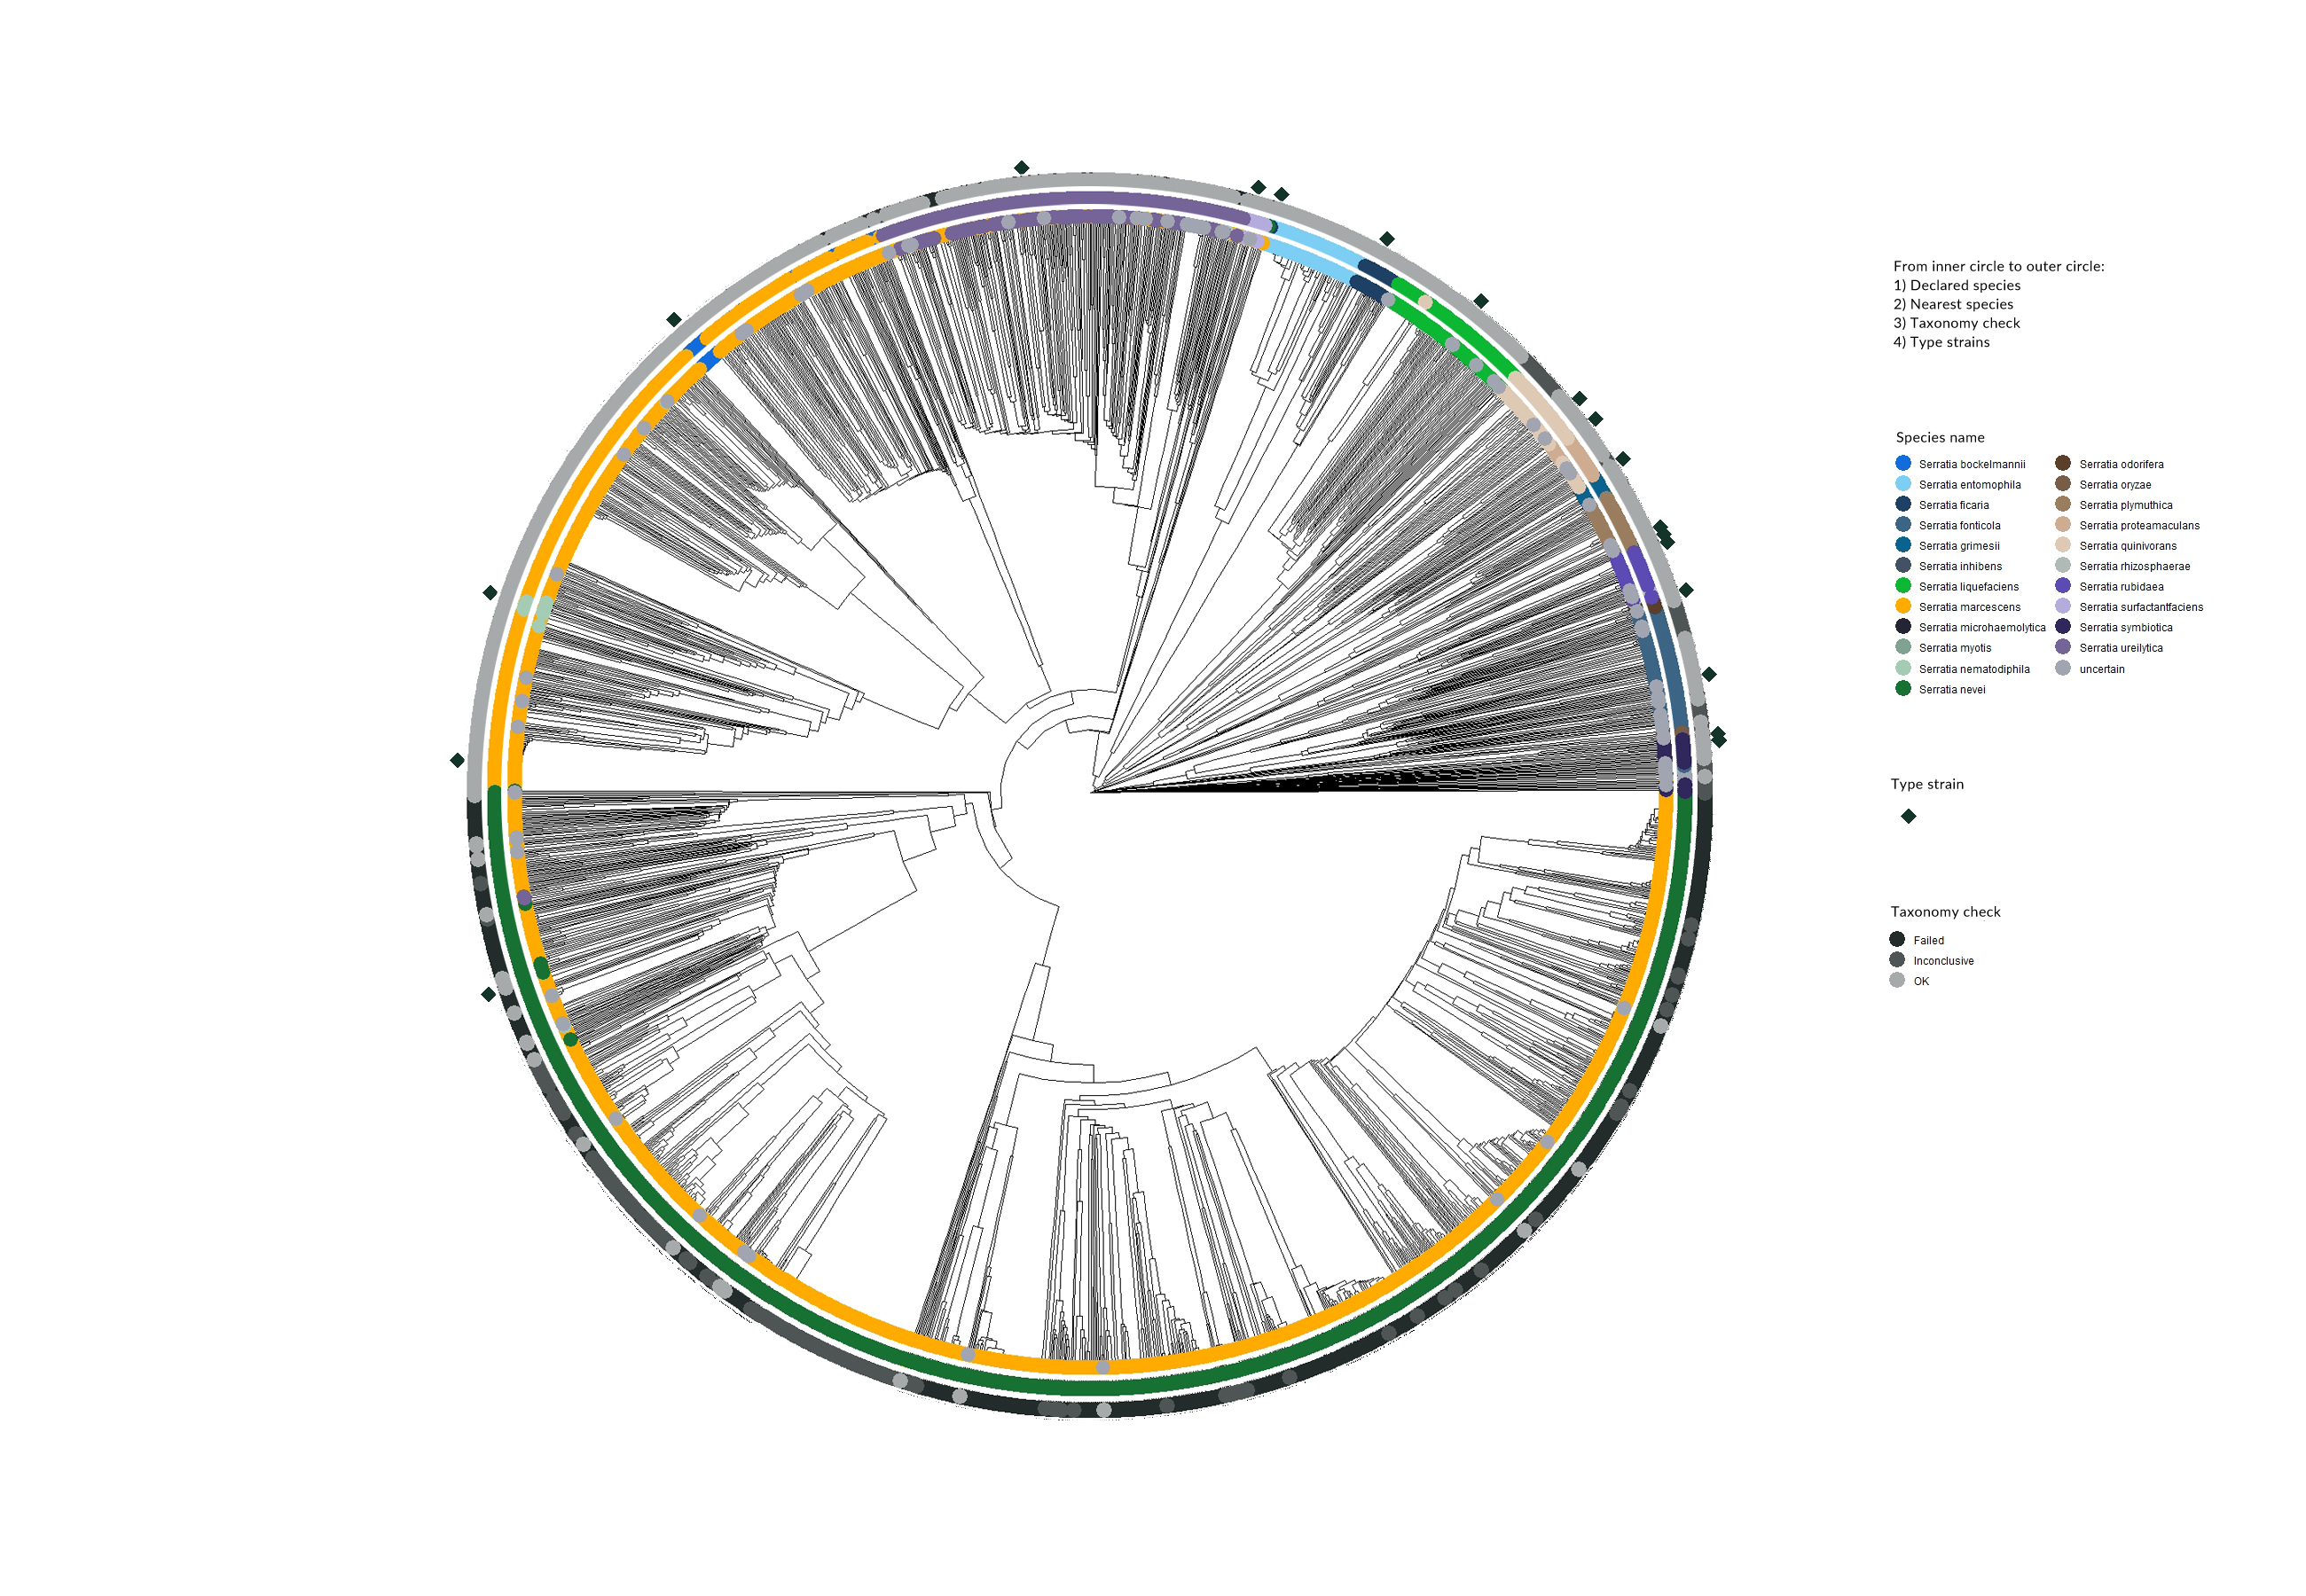 From inner circle to outer circle:
1) Declared species
2) Nearest species
3) Taxonomy check
4) Type strains
Species name
Serratia bockelmannii
Serratia entomophila
Serratia ficaria
Serratia fonticola
Serratia grimesii
Serratia inhibens
Serratia liquefaciens
Serratia marcescens
Serratia microhaemolytica
Serratia myotis
Serratia nematodiphila
Serratia nevei
Serratia odorifera
Serratia oryzae
Serratia plymuthica
Serratia proteamaculans
Serratia quinivorans
Serratia rhizosphaerae
Serratia rubidaea
Serratia surfactantfaciens
Serratia symbiotica
Serratia ureilytica
uncertain
Type strain
Taxonomy check
Failed
Inconclusive
OK